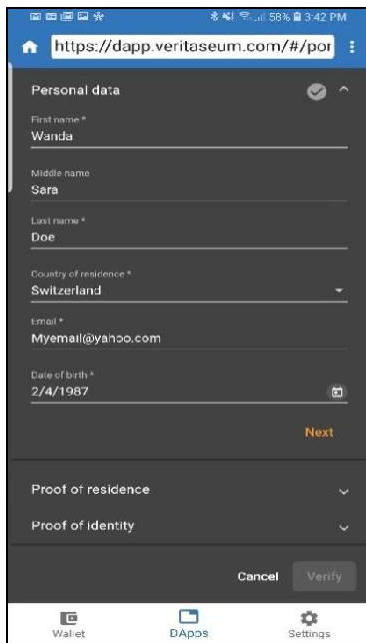 58% 3:42 PM
https://dapp.veritaseum.com/#/por
Personal data
First name *
Wanda
Middle name
Sara
Last name *
Doe
Country of residence *
Switzerland
Email *
Myemail@yahoo.com
Date of birth *
2/4/1987
Next
Proof of residence
Proof of identity
Cancel Verify
Wallet DApps Settings